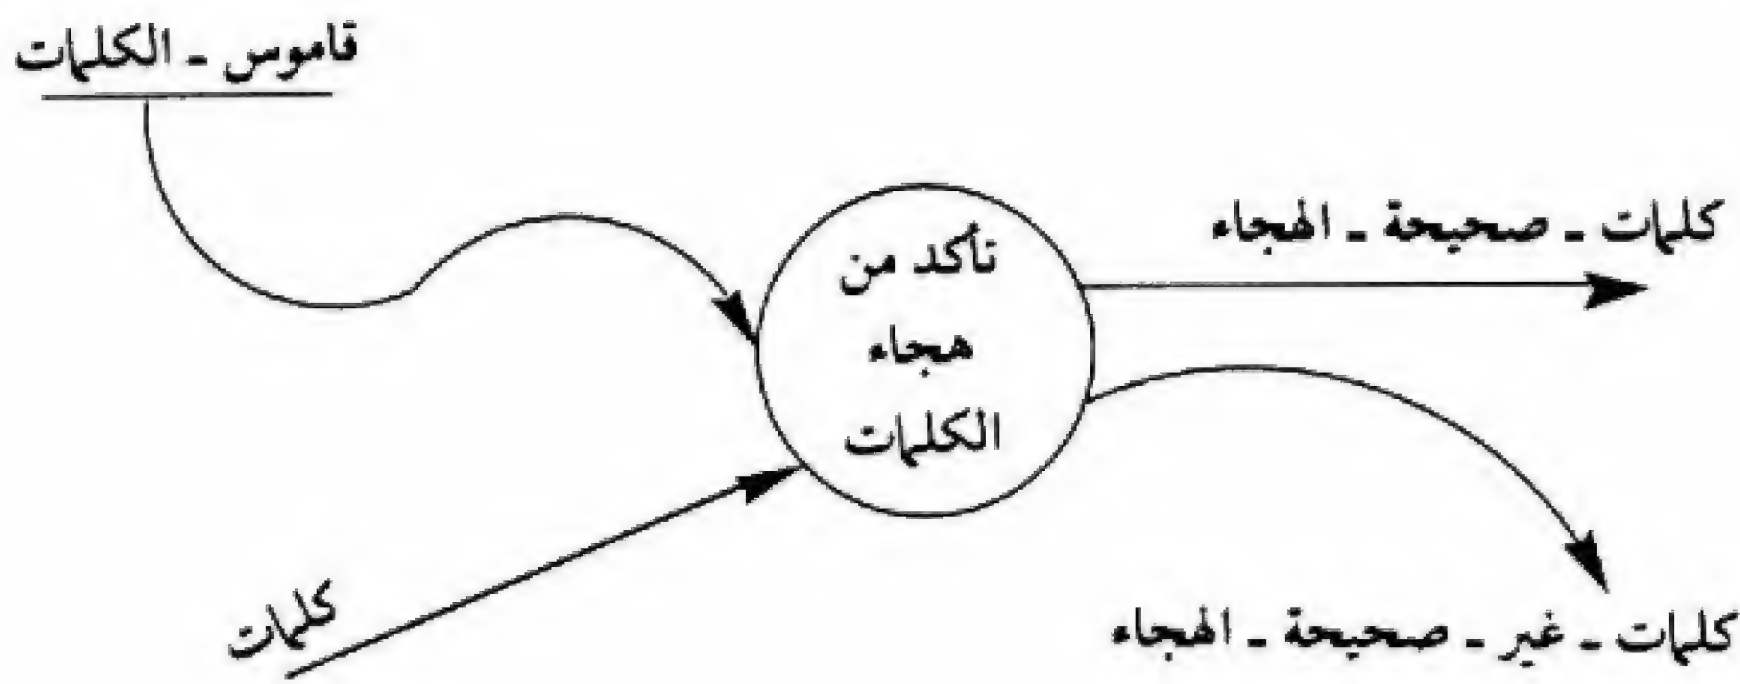 قاموس - الكلمات
كلمات - صحيحة - الهجاء
تأكد من
هجاء
الكلمات
كلمات
كلمات - غير - صحيحة - الهجاء